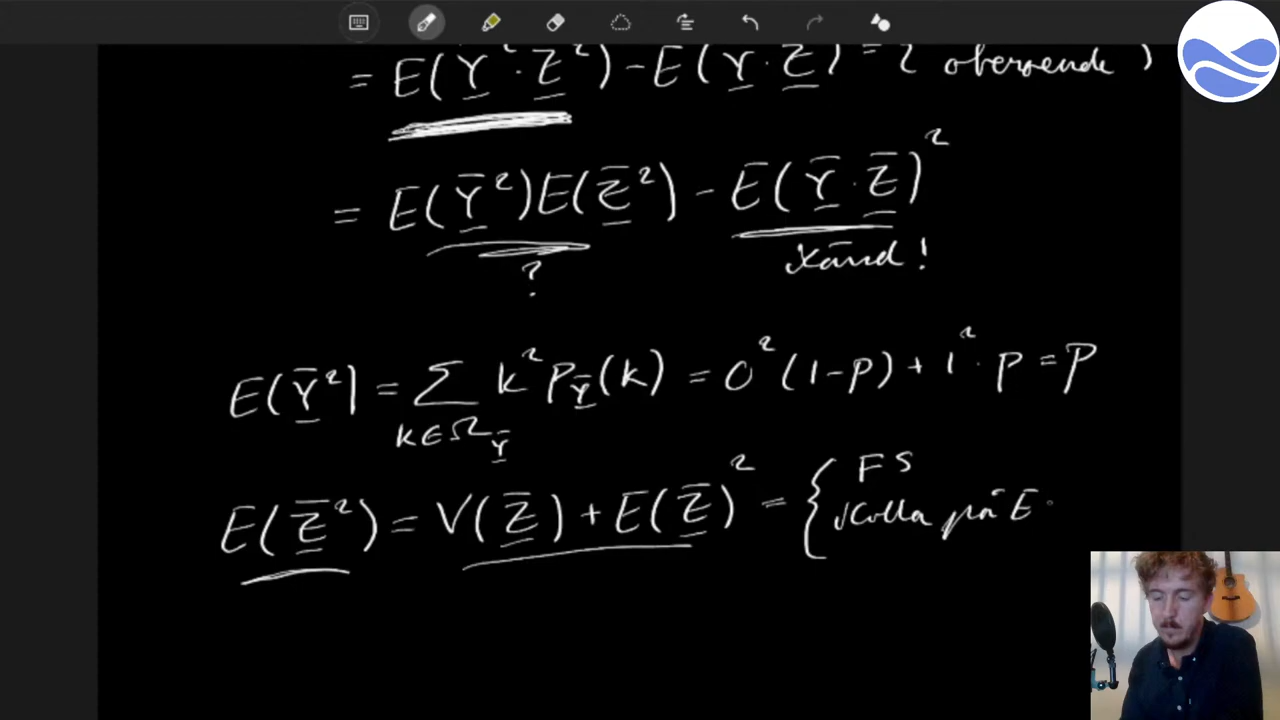 = E(Y² · Z²) − E(Y · Z) = { oberoende }
= E(Y²)E(Z²) − E(Y · Z)²
? känd!
E(Y²) = ∑ k² p_Y(k) = 0²(1−p) + 1² · p = p
k∈Ω_Y
E(Z²) = V(Z) + E(Z)² = { FS
Kolla på E